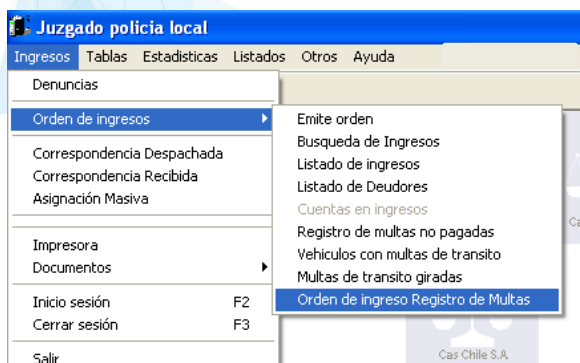 Juzgado policia local
Ingresos Tablas Estadisticas Listados Otros Ayuda
Denuncias
Orden de ingresos
Correspondencia Despachada
Correspondencia Recibida
Asignación Masiva
Impresora
Documentos
Inicio sesión F2
Cerrar sesión F3
Salir
Emite orden
Busqueda de Ingresos
Listado de ingresos
Listado de Deudores
Cuentas en ingresos
Registro de multas no pagadas
Vehiculos con multas de transito
Multas de transito giradas
Orden de ingreso Registro de Multas
Cas Chile S.A.